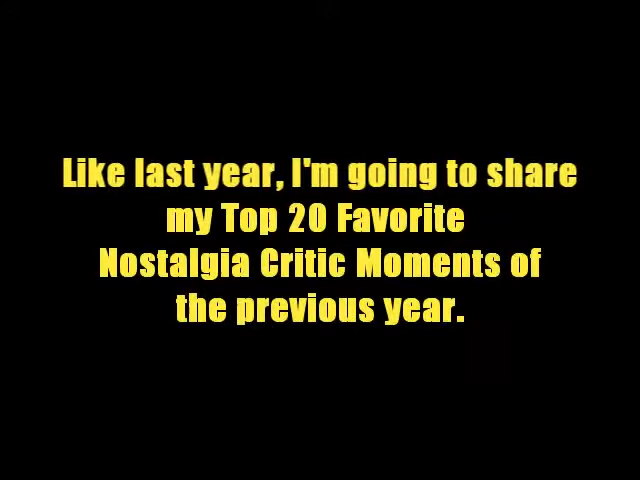 Like last year, I'm going to share
my Top 20 Favorite
Nostalgia Critic Moments of
the previous year.